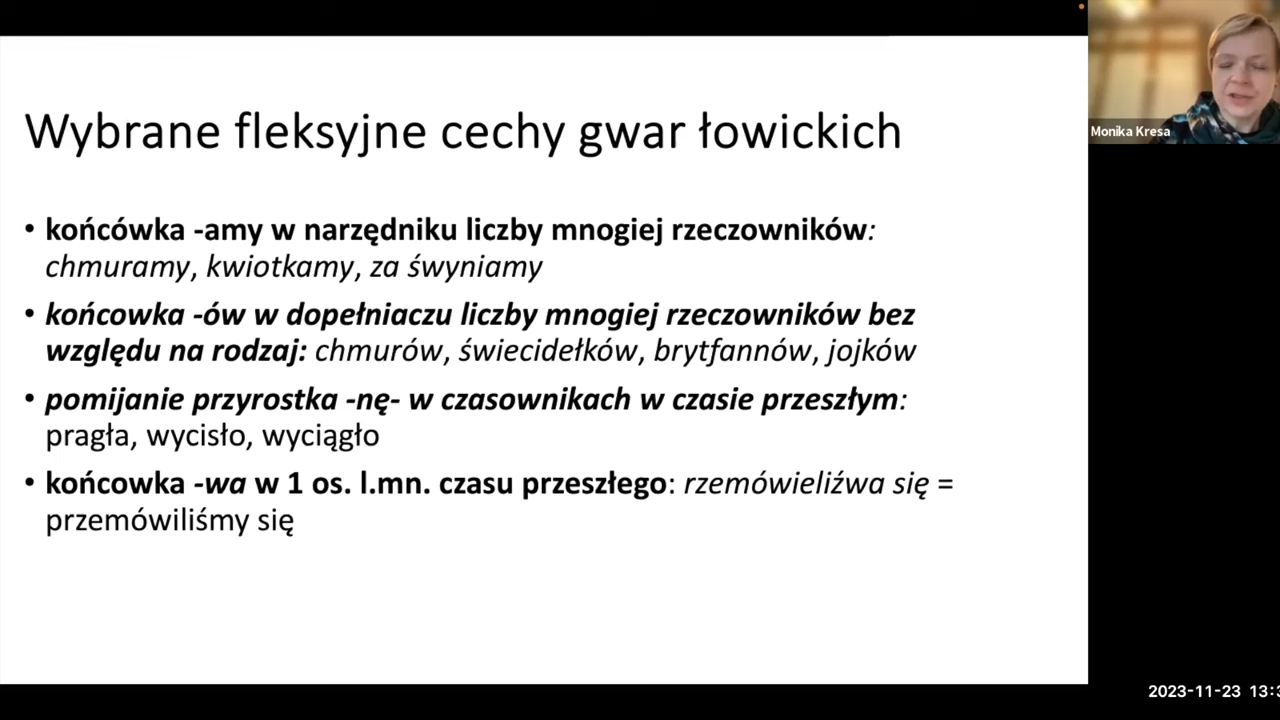 Wybrane fleksyjne cechy gwar łowickich
• końcówka -amy w narzędniku liczby mnogiej rzeczowników:
chmuramy, kwiotkamy, za śwyniamy
• końcowka -ów w dopełniaczu liczby mnogiej rzeczowników bez
względu na rodzaj: chmurów, świecidełków, brytfannów, jojków
• pomijanie przyrostka -nę- w czasownikach w czasie przeszłym:
pragła, wycisło, wyciągło
• końcowka -wa w 1 os. l.mn. czasu przeszłego: rzemówieliźwa się =
przemówiliśmy się
Monika Kresa
2023-11-23 13:3